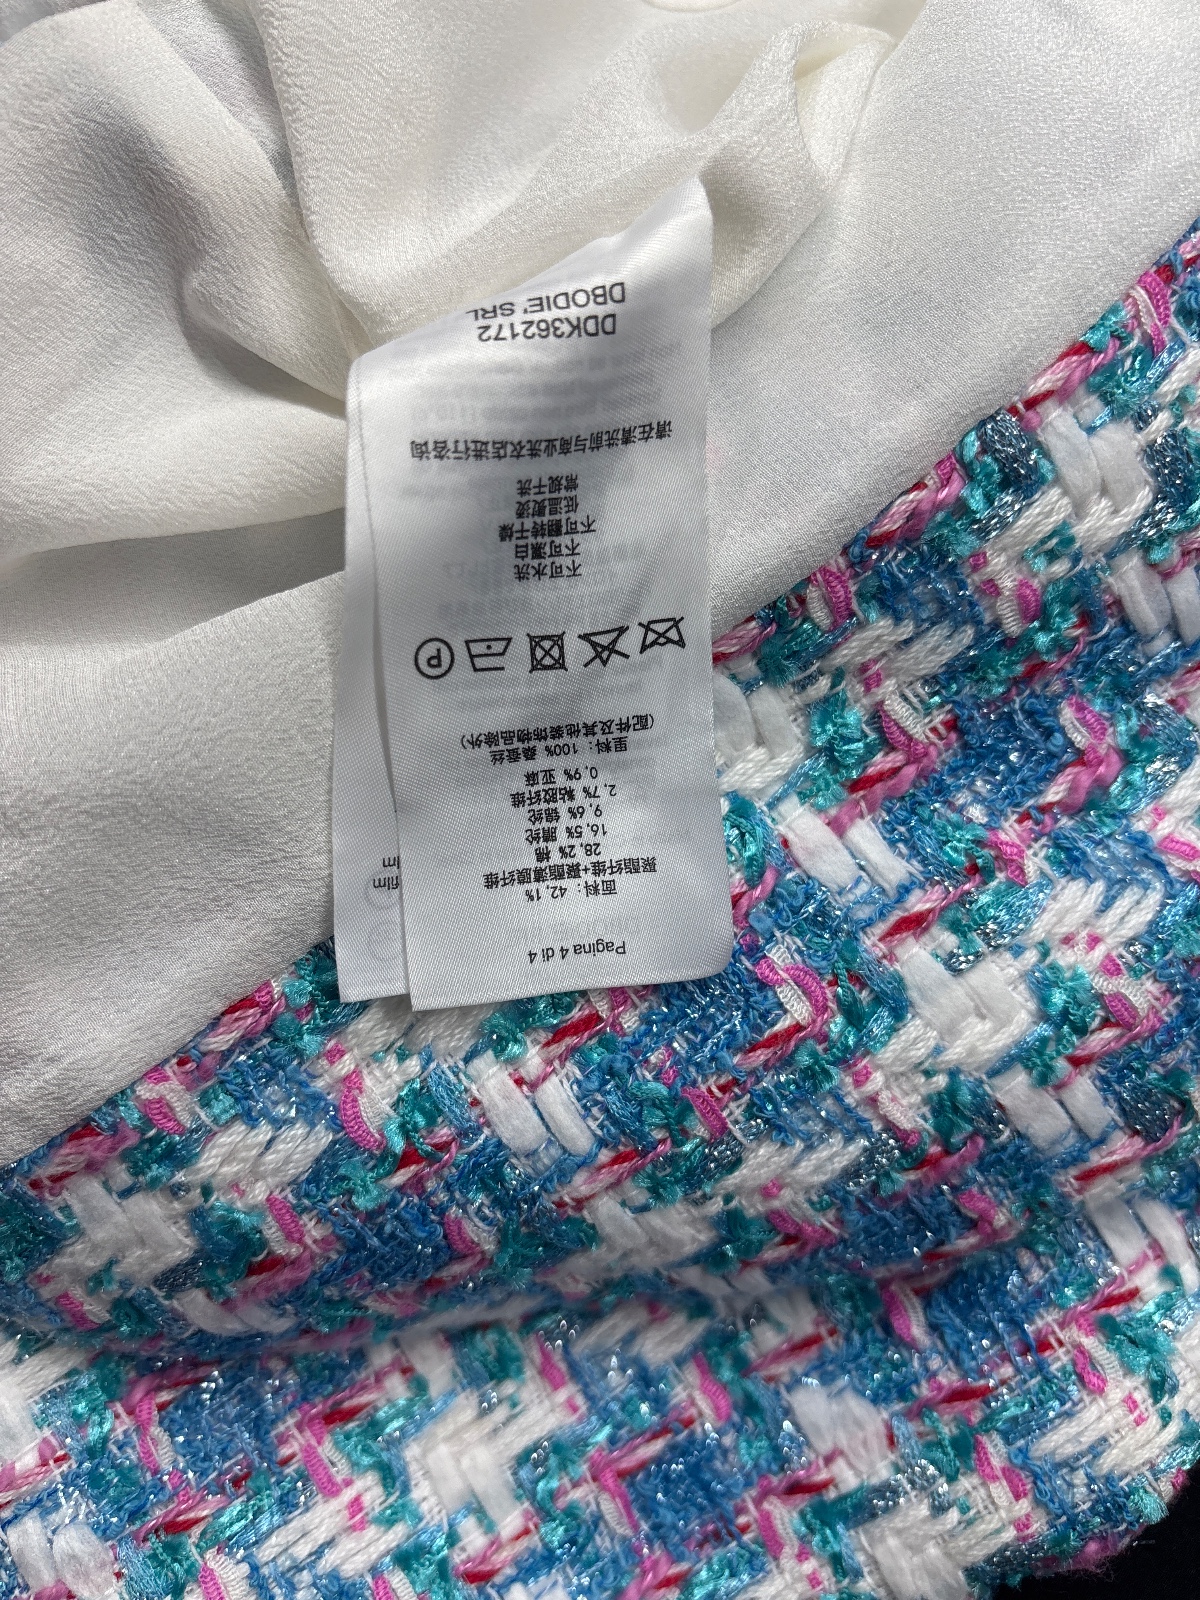 Pagina 4 di 4
面料: 42,1%
聚酯纤维+聚酯薄膜纤维
28,2% 棉
16,5% 腈纶
9,6% 锦纶
2,7% 粘胶纤维
0,9% 亚麻
里料: 100% 桑蚕丝
(配件及其他装饰物品除外)
P
不可水洗
不可漂白
不可翻转干燥
低温熨烫
常规干洗
请在清洗前与商业洗衣店进行咨询
DDK362172
DBODIE' SRL
film
lm